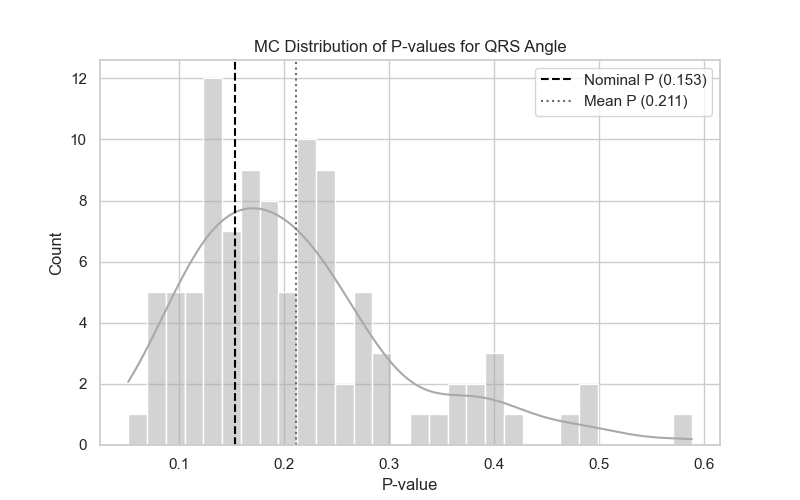 MC Distribution of P-values for QRS Angle
Nominal P (0.153)
Mean P (0.211)
12
10
8
6
4
2
0
Count
0.1 0.2 0.3 0.4 0.5 0.6
P-value